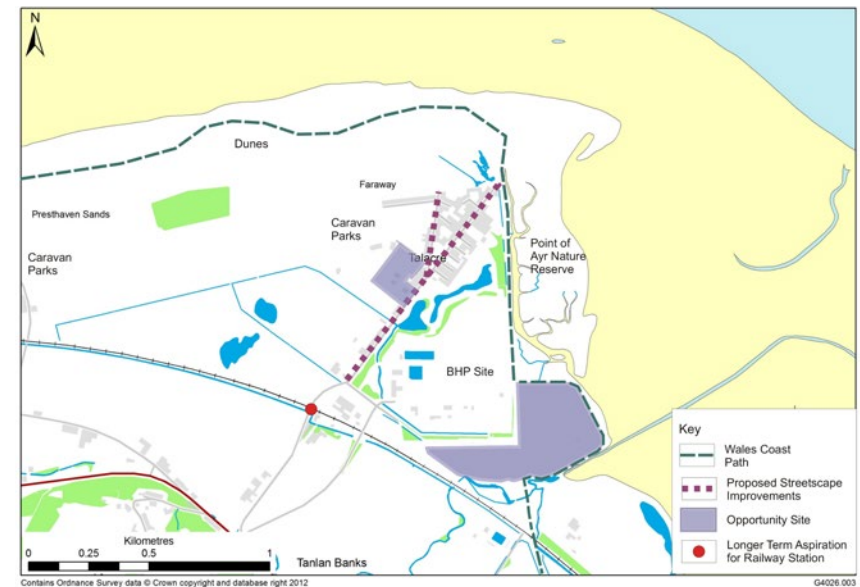 N
Dunes
Faraway
Presthaven Sands
Caravan
Parks
Caravan
Parks
Talacre
Point of
Ayr Nature
Reserve
BHP Site
Key
Wales Coast
Path
Proposed Streetscape
Improvements
Opportunity Site
Longer Term Aspiration
for Railway Station
Kilometres
0 0.25 0.5 1
Tanlan Banks
Contains Ordnance Survey data © Crown copyright and database right 2012
G4026.003